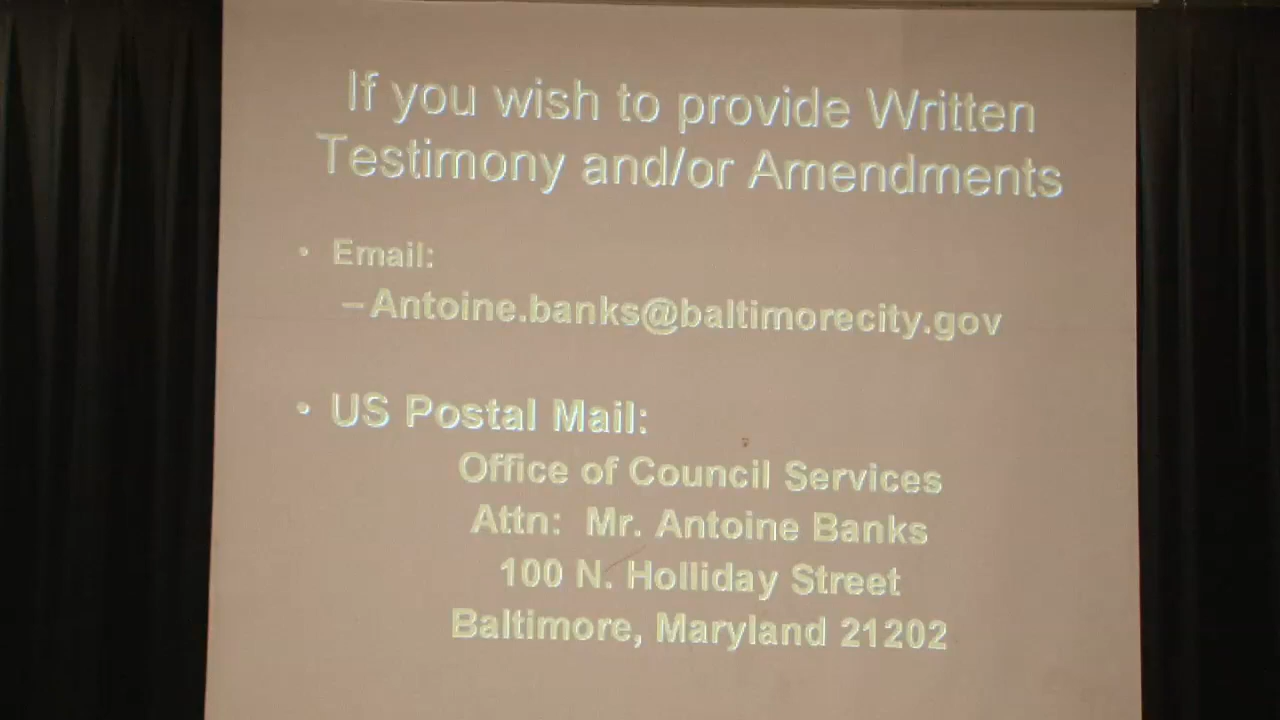 If you wish to provide Written
Testimony and/or Amendments
• Email:
– Antoine.banks@baltimorecity.gov
• US Postal Mail:
Office of Council Services
Attn: Mr. Antoine Banks
100 N. Holliday Street
Baltimore, Maryland 21202